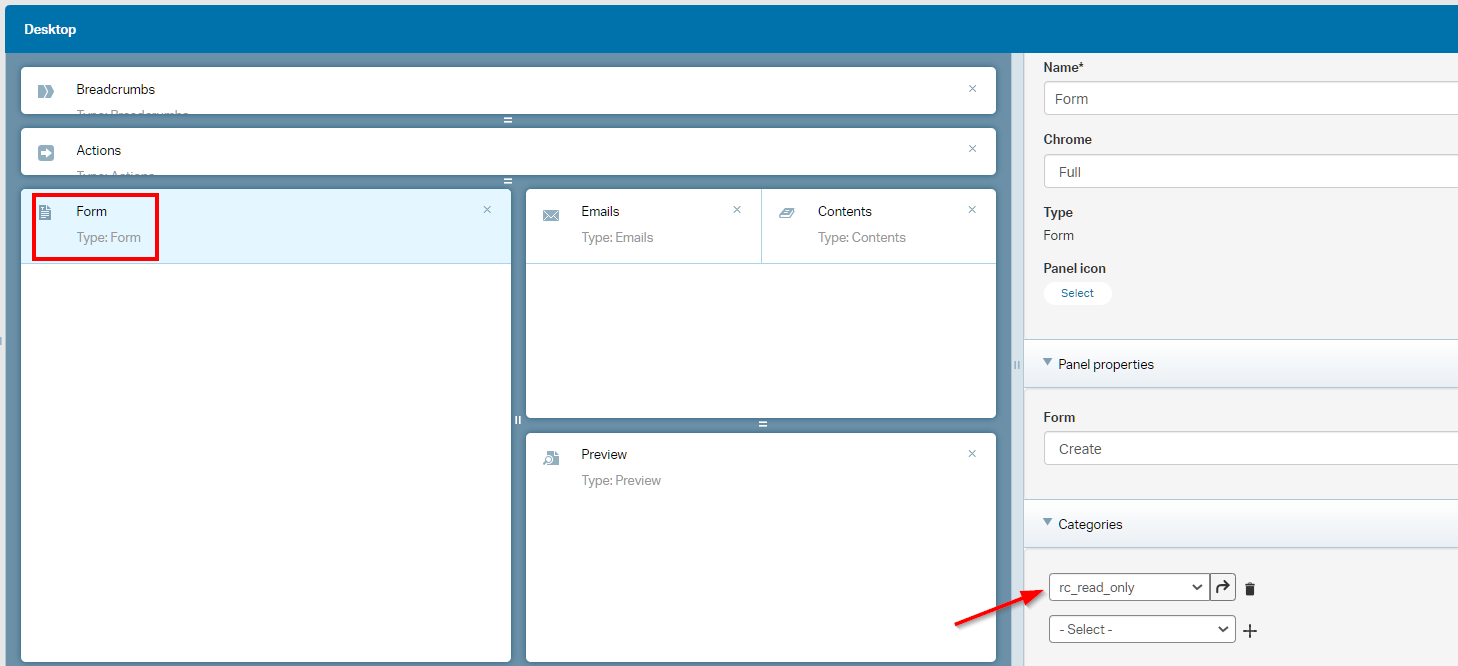 Desktop
Breadcrumbs
Type: Breadcrumbs
Actions
Type: Actions
Form
Type: Form
Emails
Type: Emails
Contents
Type: Contents
Preview
Type: Preview
Name*
Form
Chrome
Full
Type
Form
Panel icon
Select
Panel properties
Form
Create
Categories
rc_read_only
- Select -